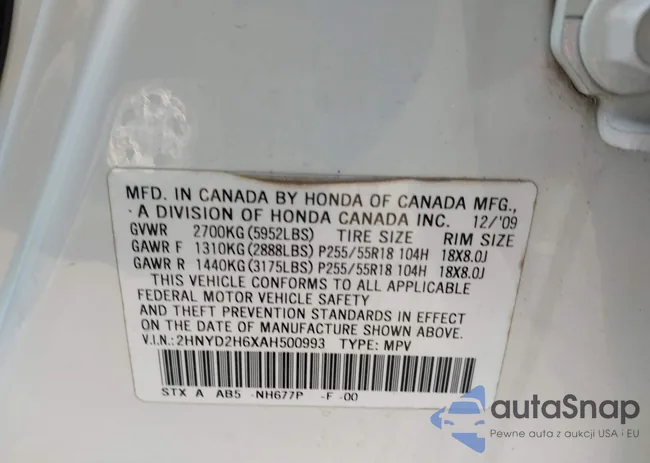 MFD. IN CANADA BY HONDA OF CANADA MFG.,
A DIVISION OF HONDA CANADA INC. 12/'09
GVWR 2700KG(5952LBS) TIRE SIZE RIM SIZE
GAWR F 1310KG(2888LBS)P255/55R18 104H 18X8.0J
GAWR R 1440KG(3175LBS)P255/55R18 104H 18X8.0J
THIS VEHICLE CONFORMS TO ALL APPLICABLE
FEDERAL MOTOR VEHICLE SAFETY
AND THEFT PREVENTION STANDARDS IN EFFECT
ON THE DATE OF MANUFACTURE SHOWN ABOVE.
V.I.N.:2HNYD2H6XAH500993 TYPE: MPV
STX A AB5 -NH677P -F -00
autaSnap
Pewne auta z aukcji USA i EU